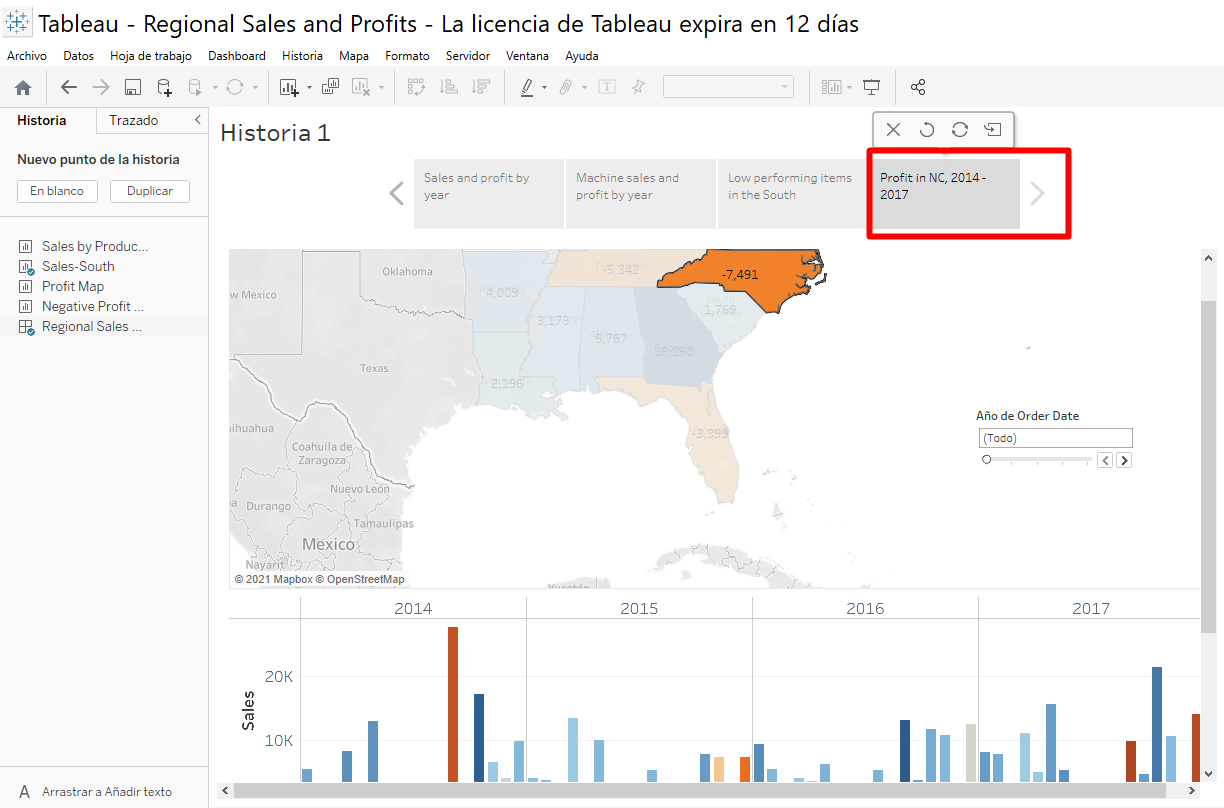 Tableau - Regional Sales and Profits - La licencia de Tableau expira en 12 días
Archivo Datos Hoja de trabajo Dashboard Historia Mapa Formato Servidor Ventana Ayuda
Historia Trazado
Nuevo punto de la historia
En blanco Duplicar
Sales by Produc...
Sales-South
Profit Map
Negative Profit ...
Regional Sales ...
A Arrastrar a Añadir texto
Historia 1
Sales and profit by
year
Machine sales and
profit by year
Low performing items
in the South
Profit in NC, 2014 -
2017
Oklahoma
-5,342
-7,491
w Mexico
4,009
South
1,769
3,173
5,787
16,260
Texas
2,196
-3,399
ihuahua
Coahuila de
Zaragoza
Nuevo León
Durango
Tamaulipas
Mexico
Nayarit
Yucatán
© 2021 Mapbox © OpenStreetMap
Año de Order Date
(Todo)
2014 2015 2016 2017
Sales
20K
10K